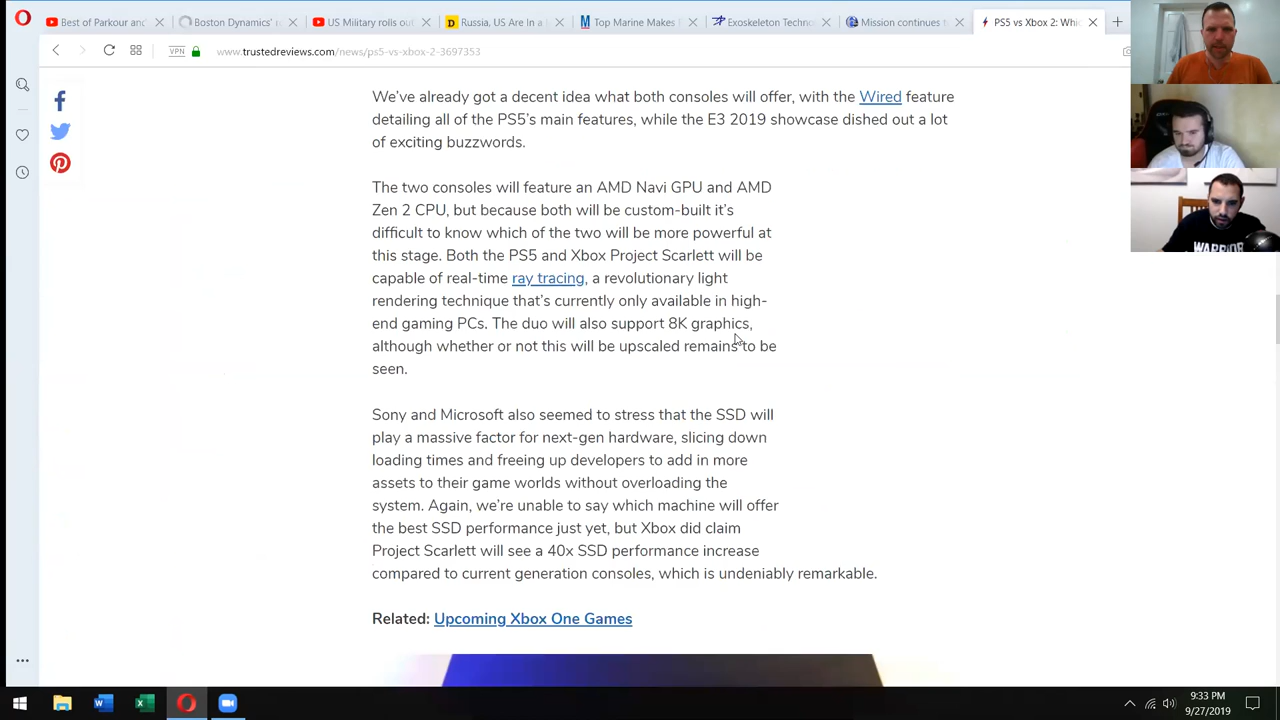 Best of Parkour and
Boston Dynamics' r
US Military rolls ou
Russia, US Are In a
Top Marine Makes
Exoskeleton Techno
Mission continues t
PS5 vs Xbox 2: Whic
VPN
www.trustedreviews.com/news/ps5-vs-xbox-2-3697353
We've already got a decent idea what both consoles will offer, with the Wired feature
detailing all of the PS5's main features, while the E3 2019 showcase dished out a lot
of exciting buzzwords.
The two consoles will feature an AMD Navi GPU and AMD
Zen 2 CPU, but because both will be custom-built it's
difficult to know which of the two will be more powerful at
this stage. Both the PS5 and Xbox Project Scarlett will be
capable of real-time ray tracing, a revolutionary light
rendering technique that's currently only available in high-
end gaming PCs. The duo will also support 8K graphics,
although whether or not this will be upscaled remains to be
seen.
Sony and Microsoft also seemed to stress that the SSD will
play a massive factor for next-gen hardware, slicing down
loading times and freeing up developers to add in more
assets to their game worlds without overloading the
system. Again, we're unable to say which machine will offer
the best SSD performance just yet, but Xbox did claim
Project Scarlett will see a 40x SSD performance increase
compared to current generation consoles, which is undeniably remarkable.
Related: Upcoming Xbox One Games
WARRIOR
9:33 PM
9/27/2019